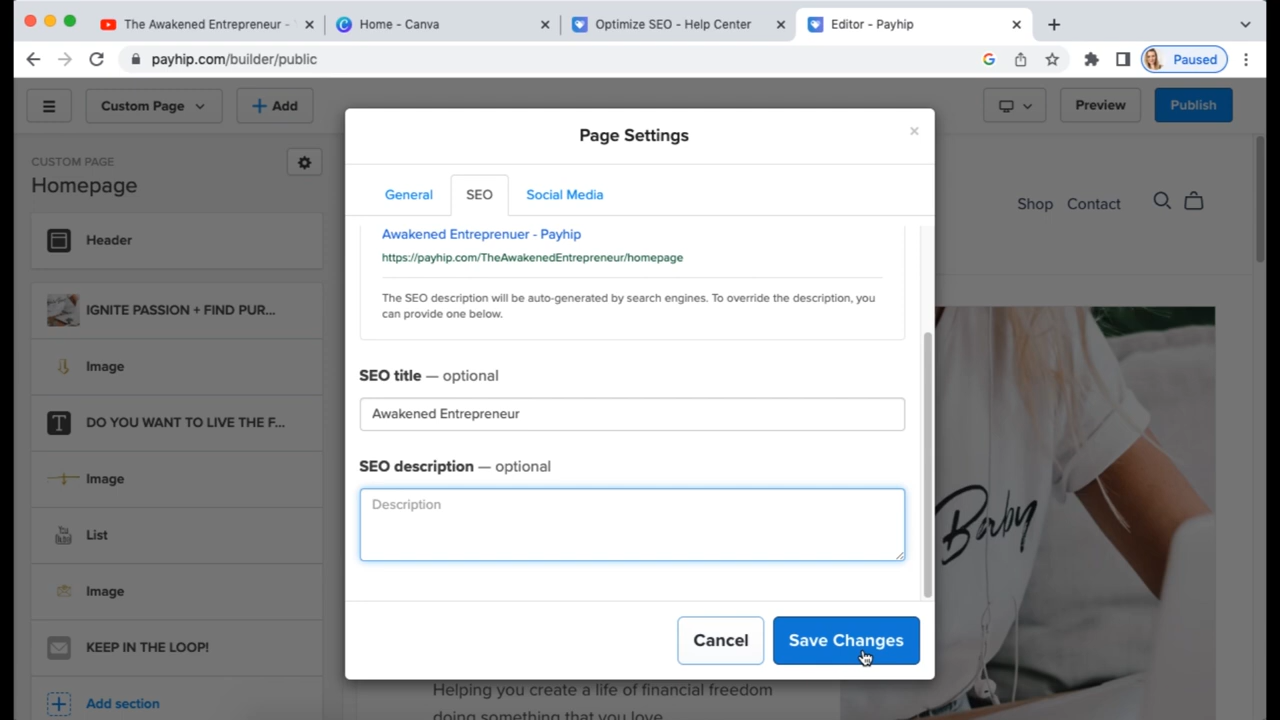 The Awakened Entrepreneur -
Home - Canva
Optimize SEO - Help Center
Editor - Payhip
payhip.com/builder/public
Paused
Custom Page
+ Add
Preview
Publish
CUSTOM PAGE
Homepage
Header
IGNITE PASSION + FIND PUR...
Image
DO YOU WANT TO LIVE THE F...
Image
List
Image
KEEP IN THE LOOP!
Add section
Page Settings
General
SEO
Social Media
Awakened Entreprenuer - Payhip
https://payhip.com/TheAwakenedEntrepreneur/homepage
The SEO description will be auto-generated by search engines. To override the description, you
can provide one below.
SEO title — optional
Awakened Entrepreneur
SEO description — optional
Description
Cancel
Save Changes
Shop Contact
Barby
Helping you create a life of financial freedom
doing something that you love